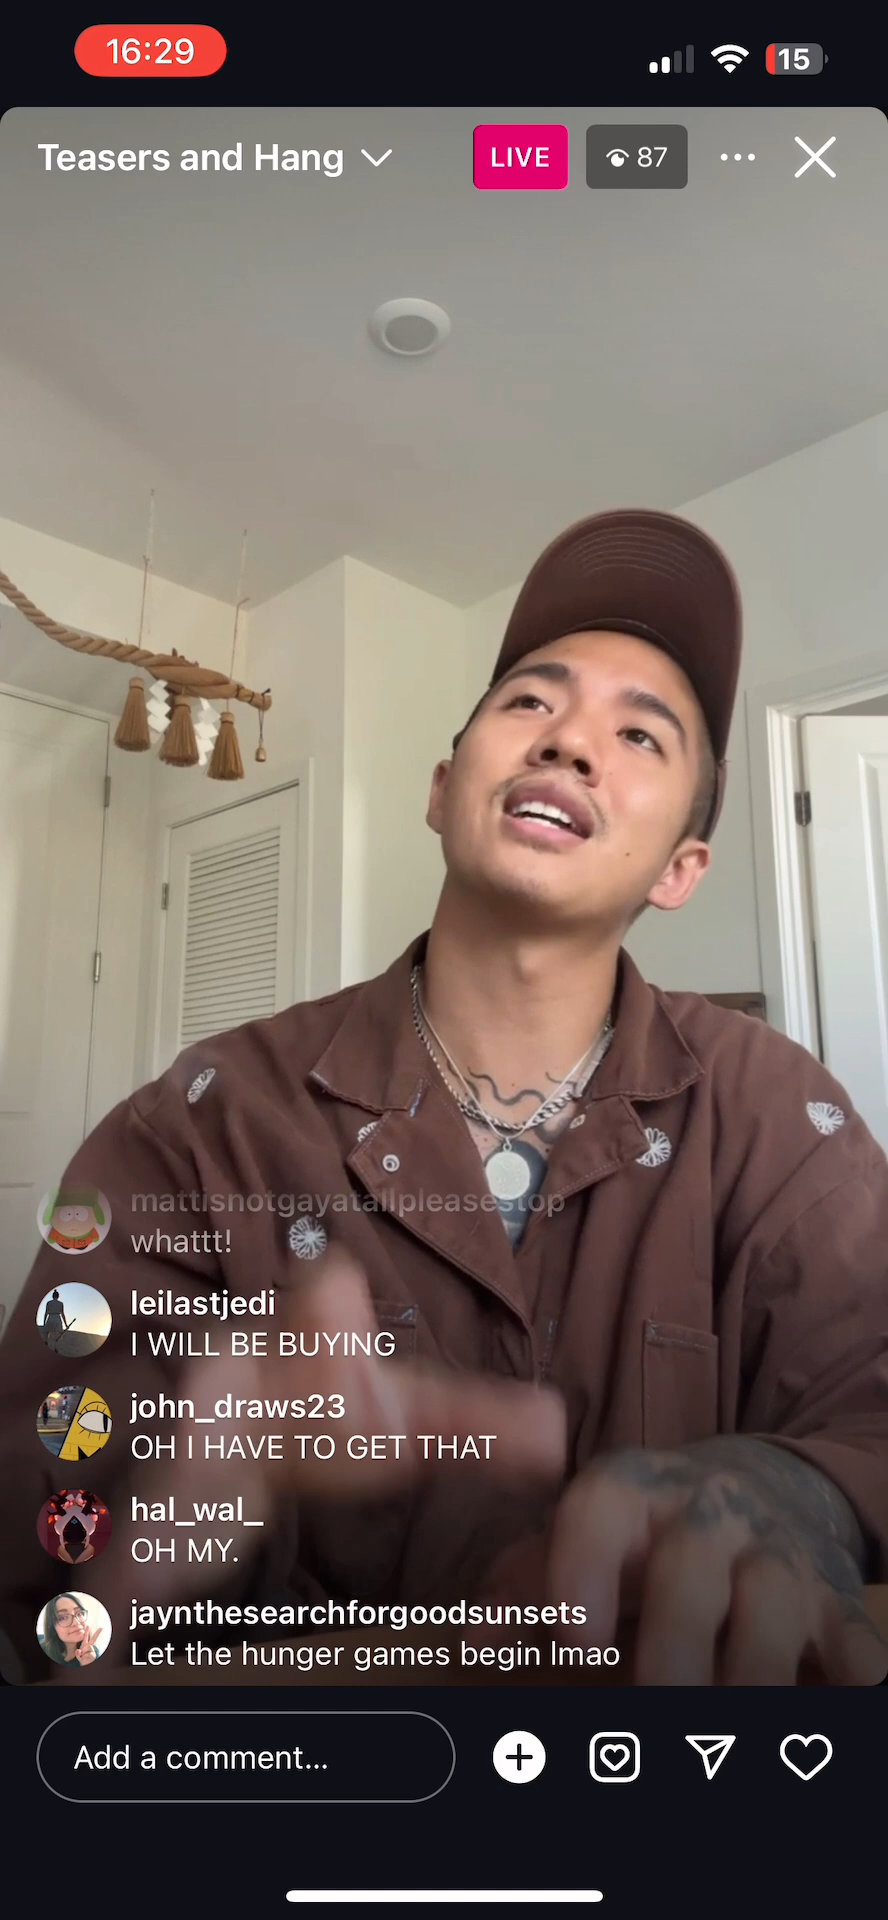 16:29
15
Teasers and Hang
LIVE
87
mattisnotgayatallpleasestop
whattt!
leilastjedi
I WILL BE BUYING
john_draws23
OH I HAVE TO GET THAT
hal_wal_
OH MY.
jaynthesearchforgoodsunsets
Let the hunger games begin lmao
Add a comment...